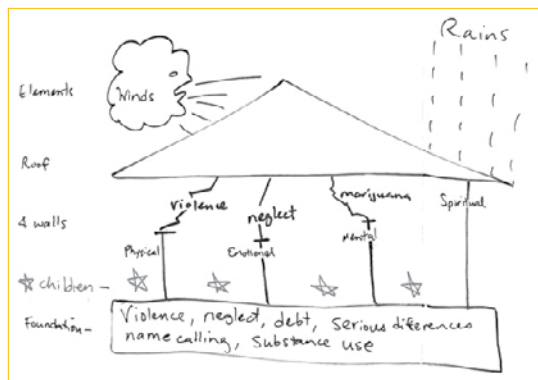 Rains
Elements
Winds
Roof
violence
neglect
marijuana
Spiritual
4 walls
Physical
Emotional
Mental
children -
Foundation -
Violence, neglect, debt, Serious diferences
name calling, Substance use